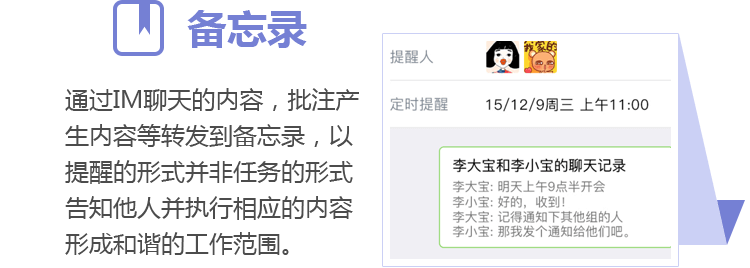 备忘录
通过IM聊天的内容，批注产
生内容等转发到备忘录，以
提醒的形式并非任务的形式
告知他人并执行相应的内容
形成和谐的工作范围。
提醒人
我家的
定时提醒 15/12/9周三 上午11:00
李大宝和李小宝的聊天记录
李大宝: 明天上午9点半开会
李小宝: 好的，收到！
李大宝: 记得通知下其他组的人
李小宝: 那我发个通知给他们吧。